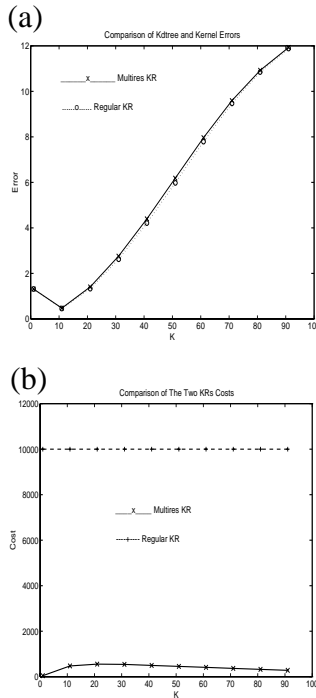 (a)
Comparison of Kdtree and Kernel Errors
12
10
8
6
4
2
0
Error
______x______ Multires KR
......o...... Regular KR
0 10 20 30 40 50 60 70 80 90 100
K
(b)
Comparison of The Two KRs Costs
12000
10000
8000
6000
4000
2000
0
Cost
____x____ Multires KR
-----+----- Regular KR
0 10 20 30 40 50 60 70 80 90 100
K